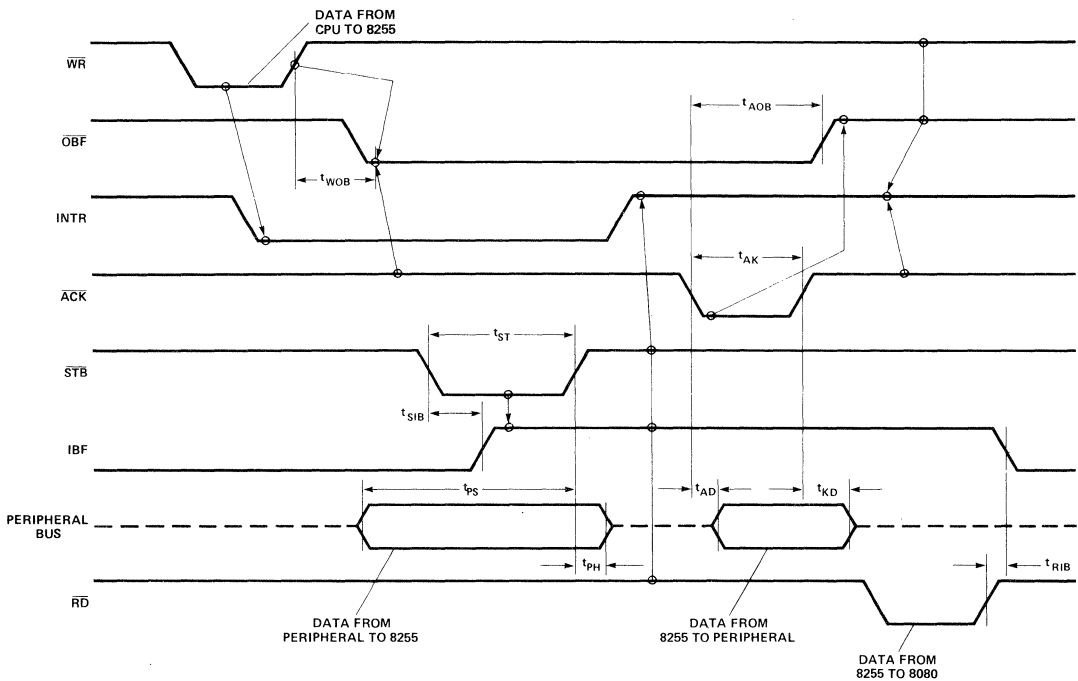 DATA FROM
CPU TO 8255
WR
tAOB
OBF
tWOB
INTR
tAK
ACK
tST
STB
tSIB
IBF
tPS
tAD
tKD
PERIPHERAL
BUS
tPH
tRIB
RD
DATA FROM
PERIPHERAL TO 8255
DATA FROM
8255 TO PERIPHERAL
DATA FROM
8255 TO 8080